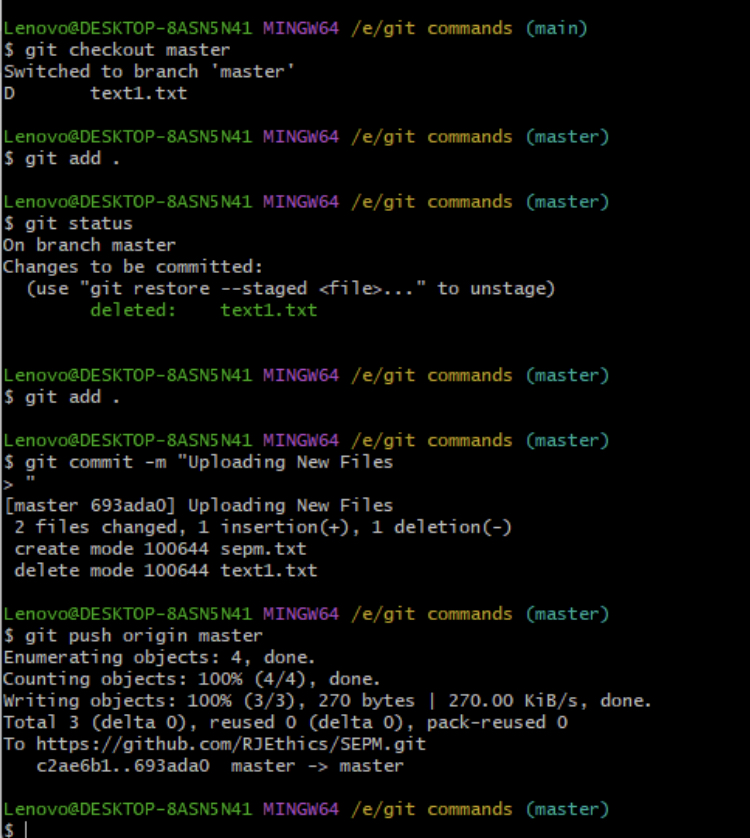 Lenovo@DESKTOP-8ASN5N41 MINGW64 /e/git commands (main)
$ git checkout master
Switched to branch 'master'
D       text1.txt
Lenovo@DESKTOP-8ASN5N41 MINGW64 /e/git commands (master)
$ git add .
Lenovo@DESKTOP-8ASN5N41 MINGW64 /e/git commands (master)
$ git status
On branch master
Changes to be committed:
  (use "git restore --staged <file>..." to unstage)
        deleted:    text1.txt
Lenovo@DESKTOP-8ASN5N41 MINGW64 /e/git commands (master)
$ git add .
Lenovo@DESKTOP-8ASN5N41 MINGW64 /e/git commands (master)
$ git commit -m "Uploading New Files
> "
[master 693ada0] Uploading New Files
 2 files changed, 1 insertion(+), 1 deletion(-)
 create mode 100644 sepm.txt
 delete mode 100644 text1.txt
Lenovo@DESKTOP-8ASN5N41 MINGW64 /e/git commands (master)
$ git push origin master
Enumerating objects: 4, done.
Counting objects: 100% (4/4), done.
Writing objects: 100% (3/3), 270 bytes | 270.00 KiB/s, done.
Total 3 (delta 0), reused 0 (delta 0), pack-reused 0
To https://github.com/RJEthics/SEPM.git
   c2ae6b1..693ada0  master -> master
Lenovo@DESKTOP-8ASN5N41 MINGW64 /e/git commands (master)
$